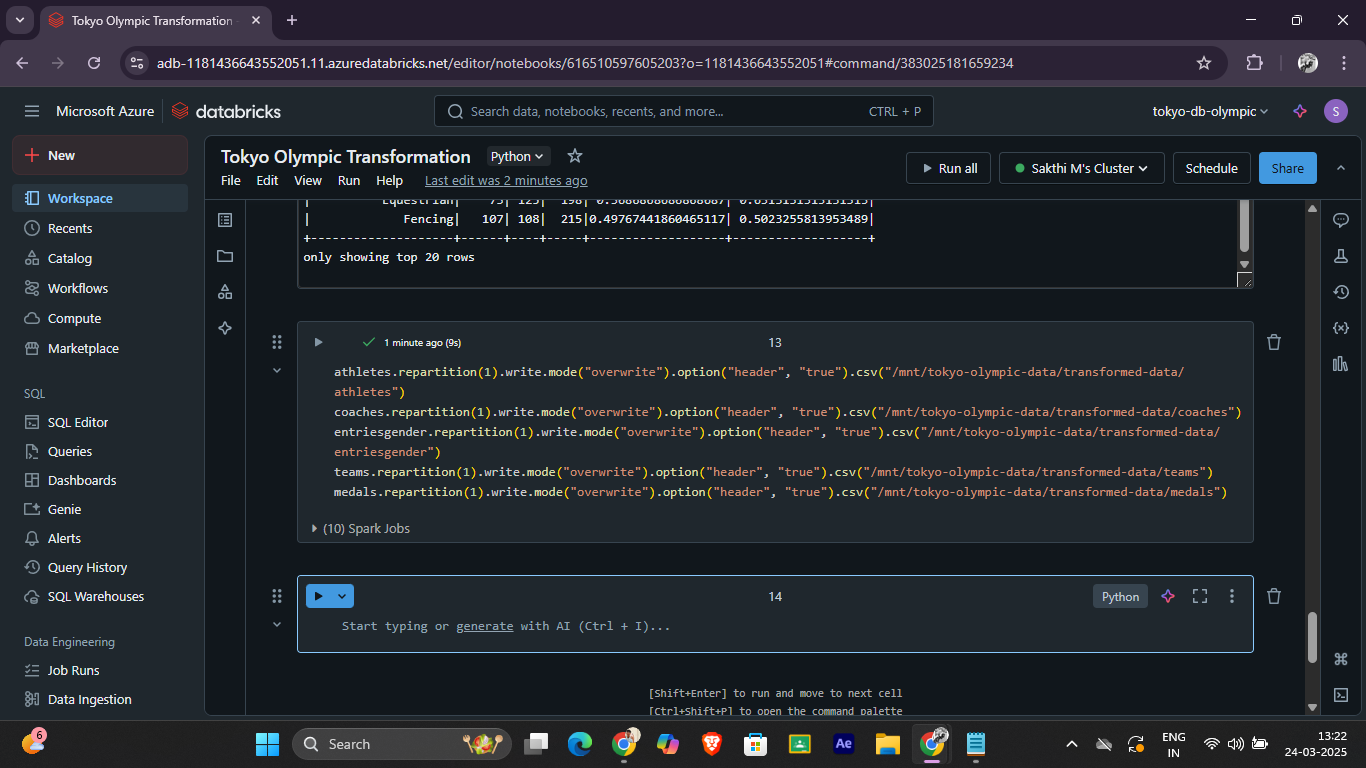 Tokyo Olympic Transformation
adb-1181436643552051.11.azuredatabricks.net/editor/notebooks/616510597605203?o=1181436643552051#command/383025181659234
Microsoft Azure
databricks
Search data, notebooks, recents, and more...
CTRL + P
tokyo-db-olympic
S
New
Workspace
Recents
Catalog
Workflows
Compute
Marketplace
SQL
SQL Editor
Queries
Dashboards
Genie
Alerts
Query History
SQL Warehouses
Data Engineering
Job Runs
Data Ingestion
Tokyo Olympic Transformation
Python
File Edit View Run Help
Last edit was 2 minutes ago
Run all
Sakthi M's Cluster
Schedule
Share
| Fencing| 107| 108| 215|0.49767441860465117| 0.5023255813953489|
+-------------------+------+----+-----+-------------------+-------------------+
only showing top 20 rows
1 minute ago (9s)
13
athletes.repartition(1).write.mode("overwrite").option("header", "true").csv("/mnt/tokyo-olympic-data/transformed-data/
athletes")
coaches.repartition(1).write.mode("overwrite").option("header", "true").csv("/mnt/tokyo-olympic-data/transformed-data/coaches")
entriesgender.repartition(1).write.mode("overwrite").option("header", "true").csv("/mnt/tokyo-olympic-data/transformed-data/
entriesgender")
teams.repartition(1).write.mode("overwrite").option("header", "true").csv("/mnt/tokyo-olympic-data/transformed-data/teams")
medals.repartition(1).write.mode("overwrite").option("header", "true").csv("/mnt/tokyo-olympic-data/transformed-data/medals")
(10) Spark Jobs
14
Python
Start typing or generate with AI (Ctrl + I)...
[Shift+Enter] to run and move to next cell
[Ctrl+Shift+P] to open the command palette
6
Search
Ae
ENG
IN
13:22
24-03-2025